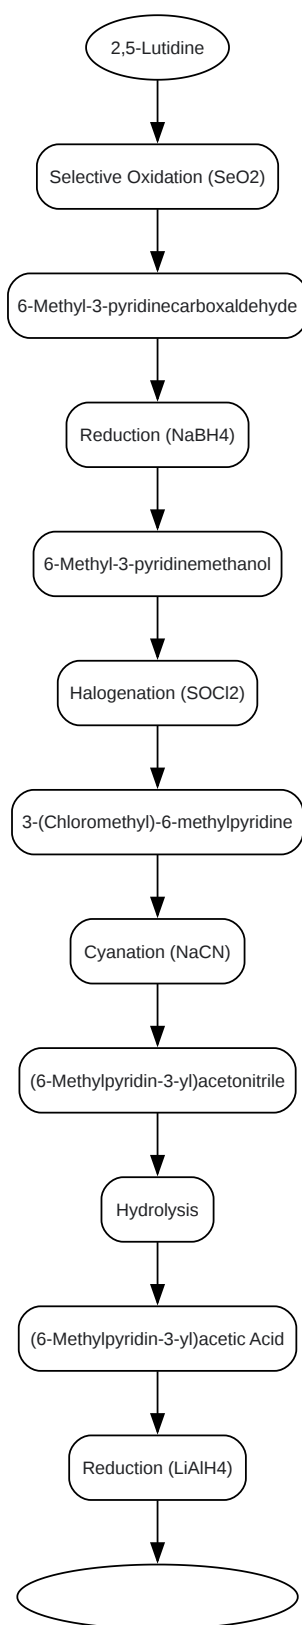 2,5-Lutidine
Selective Oxidation (SeO2)
6-Methyl-3-pyridinecarboxaldehyde
Reduction (NaBH4)
6-Methyl-3-pyridinemethanol
Halogenation (SOCl2)
3-(Chloromethyl)-6-methylpyridine
Cyanation (NaCN)
(6-Methylpyridin-3-yl)acetonitrile
Hydrolysis
(6-Methylpyridin-3-yl)acetic Acid
Reduction (LiAlH4)